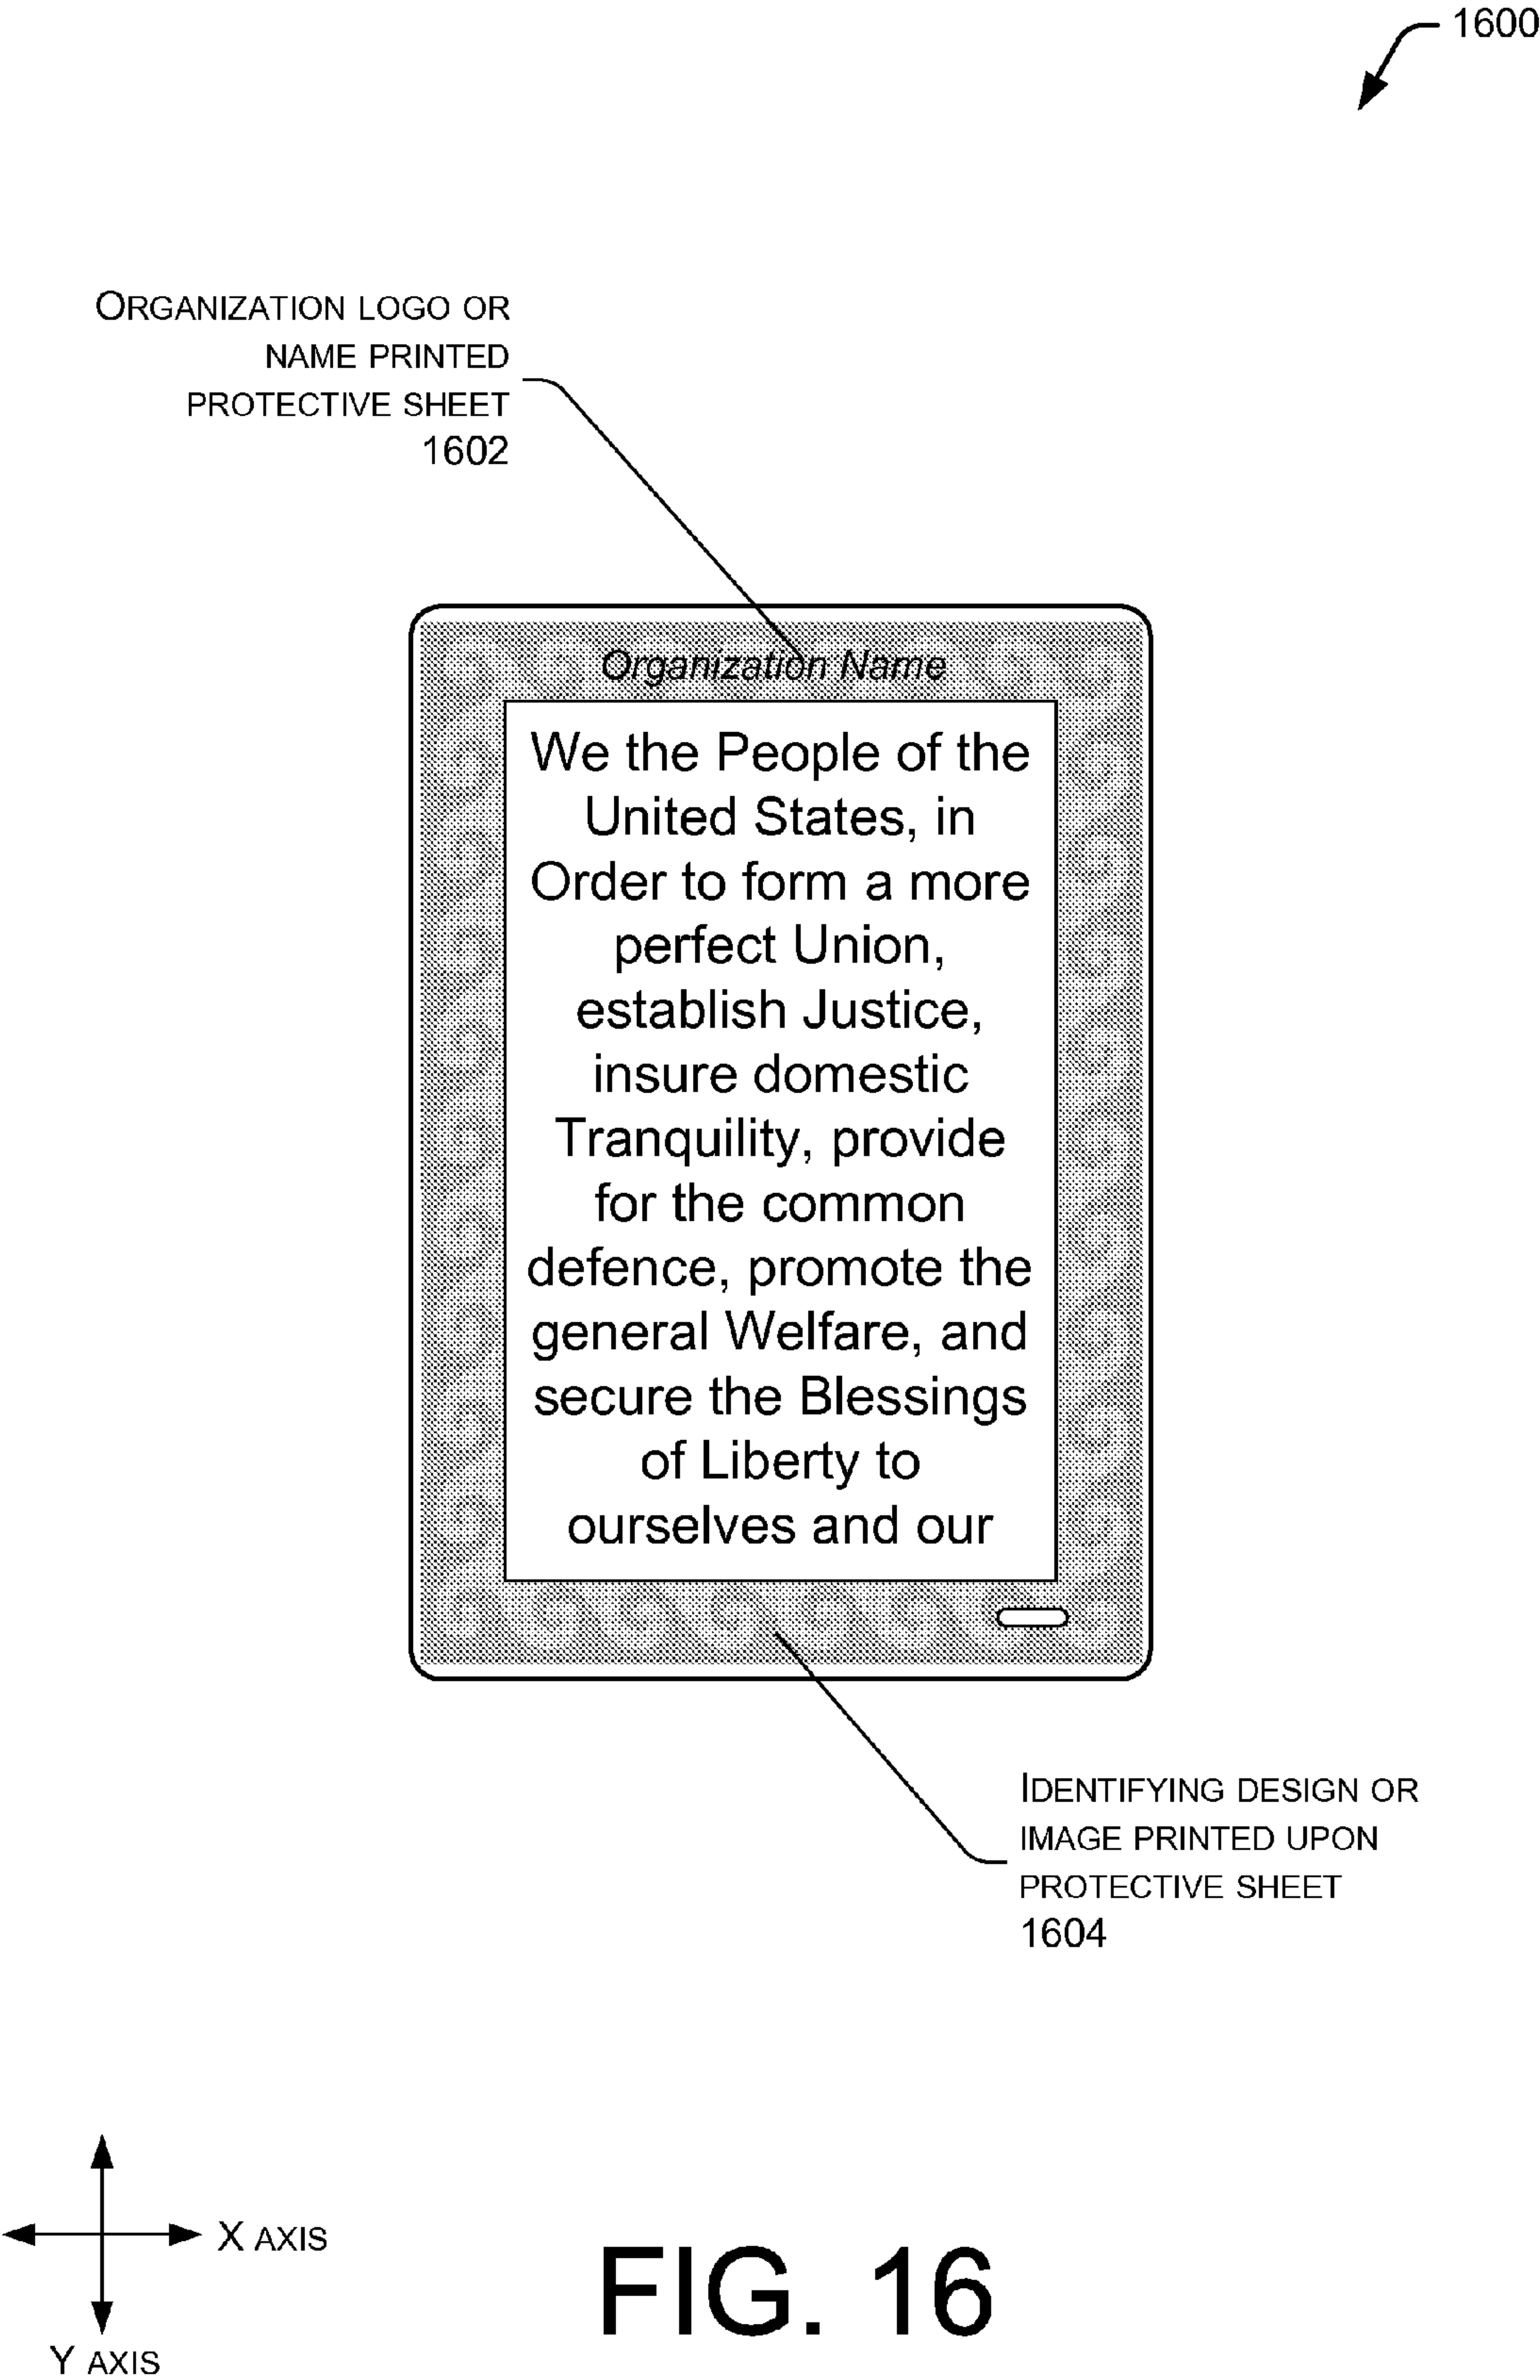 1600
Organization logo or
name printed
protective sheet
1602
Organization Name
We the People of the
United States, in
Order to form a more
perfect Union,
establish Justice,
insure domestic
Tranquility, provide
for the common
defence, promote the
general Welfare, and
secure the Blessings
of Liberty to
ourselves and our
Identifying design or
image printed upon
protective sheet
1604
X axis
Y axis
FIG. 16